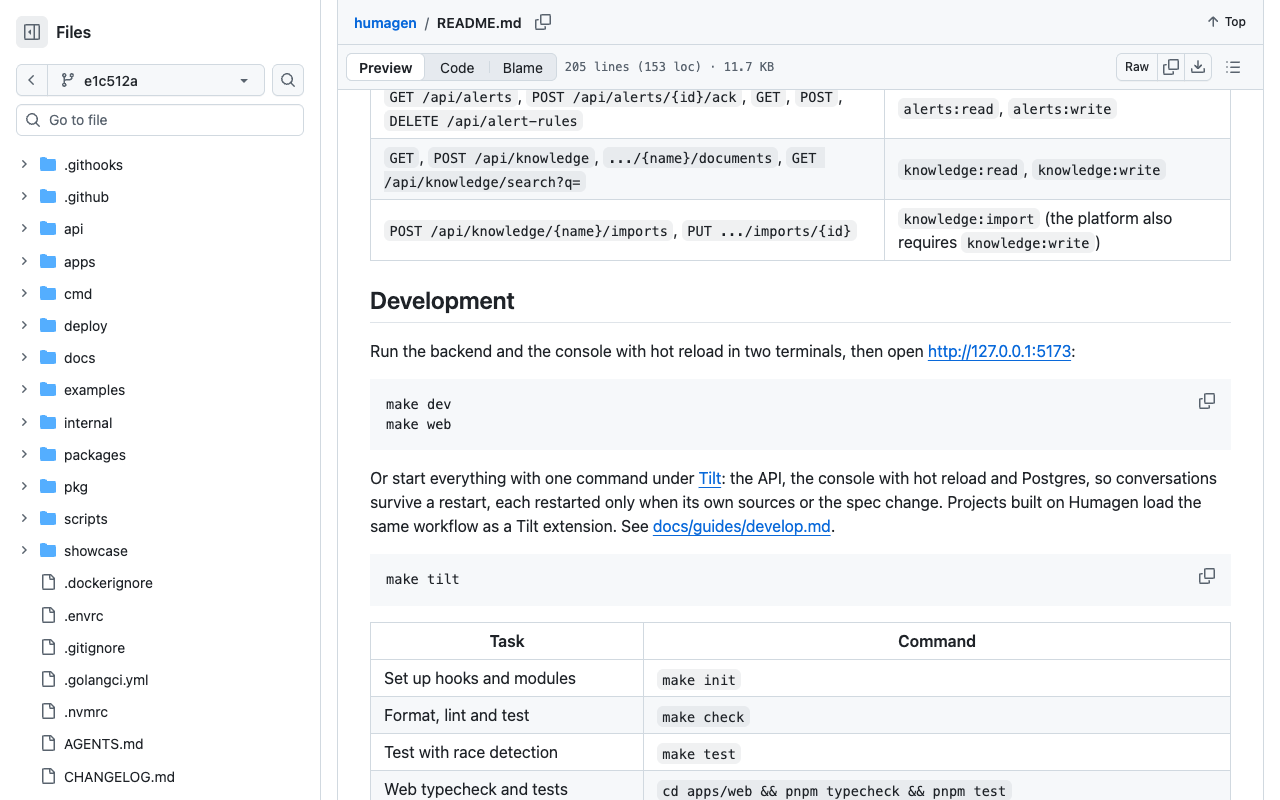 Files
e1c512a
Go to file
.githooks
.github
api
apps
cmd
deploy
docs
examples
internal
packages
pkg
scripts
showcase
.dockerignore
.envrc
.gitignore
.golangci.yml
.nvmrc
AGENTS.md
CHANGELOG.md
humagen / README.md
Top
Preview Code Blame 205 lines (153 loc) · 11.7 KB
Raw
GET /api/alerts, POST /api/alerts/{id}/ack, GET, POST,
DELETE /api/alert-rules
alerts:read, alerts:write
GET, POST /api/knowledge, .../{name}/documents, GET
/api/knowledge/search?q=
knowledge:read, knowledge:write
POST /api/knowledge/{name}/imports, PUT .../imports/{id}
knowledge:import (the platform also
requires knowledge:write)
Development
Run the backend and the console with hot reload in two terminals, then open http://127.0.0.1:5173:
make dev
make web
Or start everything with one command under Tilt: the API, the console with hot reload and Postgres, so conversations
survive a restart, each restarted only when its own sources or the spec change. Projects built on Humagen load the
same workflow as a Tilt extension. See docs/guides/develop.md.
make tilt
Task Command
Set up hooks and modules make init
Format, lint and test make check
Test with race detection make test
Web typecheck and tests cd apps/web && pnpm typecheck && pnpm test